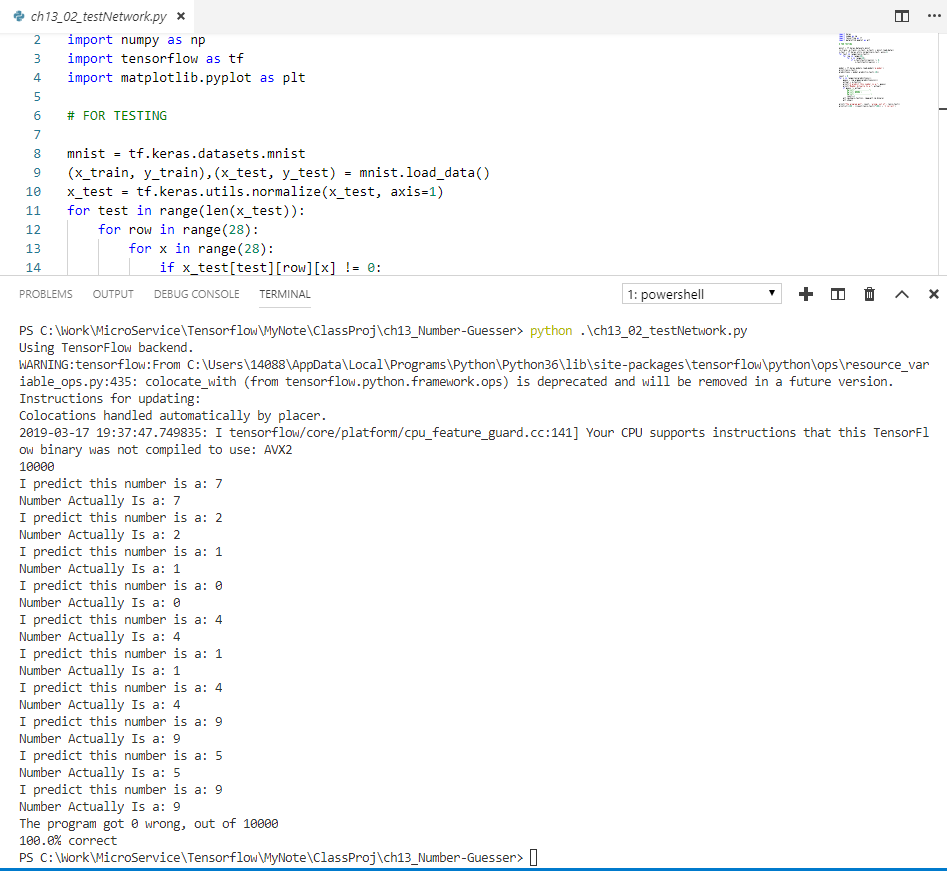 ch13_02_testNetwork.py
2 import numpy as np
3 import tensorflow as tf
4 import matplotlib.pyplot as plt
5
6 # FOR TESTING
7
8 mnist = tf.keras.datasets.mnist
9 (x_train, y_train),(x_test, y_test) = mnist.load_data()
10 x_test = tf.keras.utils.normalize(x_test, axis=1)
11 for test in range(len(x_test)):
12 for row in range(28):
13 for x in range(28):
14 if x_test[test][row][x] != 0:
PROBLEMS OUTPUT DEBUG CONSOLE TERMINAL 1: powershell
PS C:\Work\MicroService\Tensorflow\MyNote\ClassProj\ch13_Number-Guesser> python .\ch13_02_testNetwork.py
Using TensorFlow backend.
WARNING:tensorflow:From C:\Users\14088\AppData\Local\Programs\Python\Python36\lib\site-packages\tensorflow\python\ops\resource_var
iable_ops.py:435: colocate_with (from tensorflow.python.framework.ops) is deprecated and will be removed in a future version.
Instructions for updating:
Colocations handled automatically by placer.
2019-03-17 19:37:47.749835: I tensorflow/core/platform/cpu_feature_guard.cc:141] Your CPU supports instructions that this TensorFl
ow binary was not compiled to use: AVX2
10000
I predict this number is a: 7
Number Actually Is a: 7
I predict this number is a: 2
Number Actually Is a: 2
I predict this number is a: 1
Number Actually Is a: 1
I predict this number is a: 0
Number Actually Is a: 0
I predict this number is a: 4
Number Actually Is a: 4
I predict this number is a: 1
Number Actually Is a: 1
I predict this number is a: 4
Number Actually Is a: 4
I predict this number is a: 9
Number Actually Is a: 9
I predict this number is a: 5
Number Actually Is a: 5
I predict this number is a: 9
Number Actually Is a: 9
The program got 0 wrong, out of 10000
100.0% correct
PS C:\Work\MicroService\Tensorflow\MyNote\ClassProj\ch13_Number-Guesser>